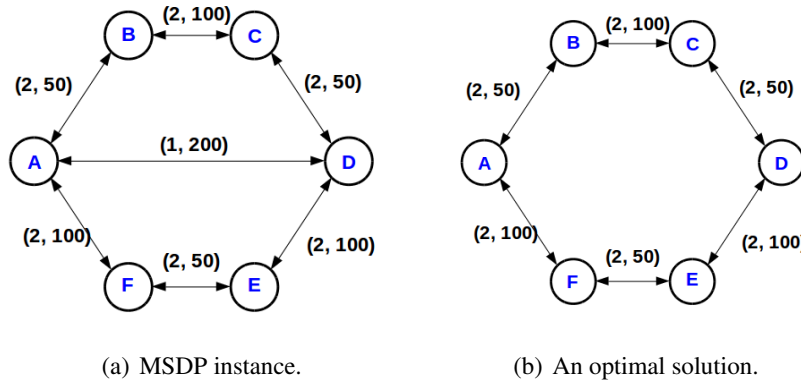 (2, 100)
B
C
(2, 50)
(2, 50)
(1, 200)
A
D
(2, 100)
(2, 50)
(2, 100)
F
E
(a) MSDP instance.
(2, 100)
B
C
(2, 50)
(2, 50)
A
D
(2, 100)
(2, 50)
(2, 100)
F
E
(b) An optimal solution.